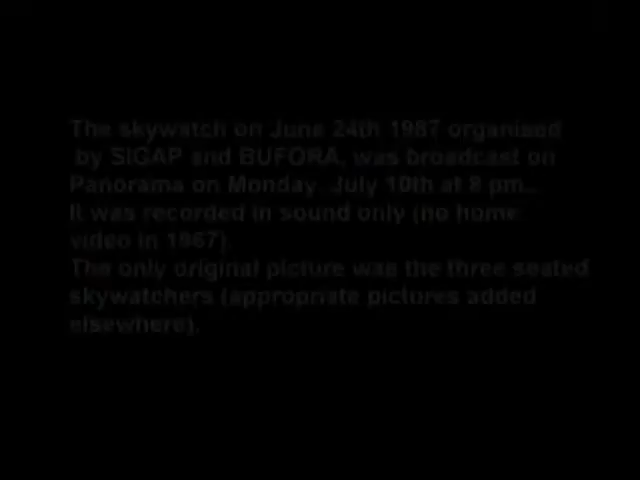 The skywatch on June 24th 1967 organised
by SIGAP and BUFORA, was broadcast on
Panorama on Monday July 10th at 8 pm..
It was recorded in sound only (no home
video in 1967)
The only original picture was the three seated
skywatchers (appropriate pictures added
elsewhere).